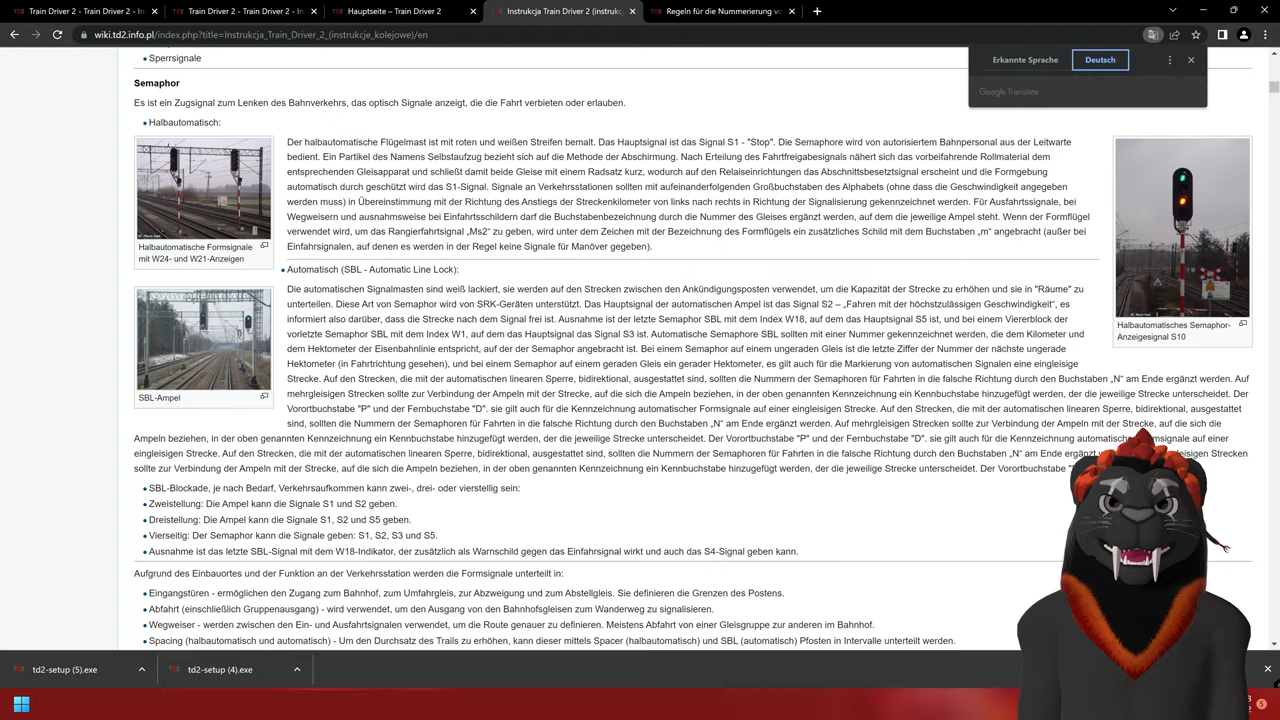 Train Driver 2 - Train Driver 2 - In
Train Driver 2 - Train Driver 2 - In
Hauptseite – Train Driver 2
Instrukcja Train Driver 2 (instrukc
Regeln für die Nummerierung vo
wiki.td2.info.pl/index.php?title=Instrukcja_Train_Driver_2_(instrukcje_kolejowe)/en
Erkannte Sprache
Deutsch
Google Translate
Sperrsignale
Semaphor
Es ist ein Zugsignal zum Lenken des Bahnverkehrs, das optisch Signale anzeigt, die die Fahrt verbieten oder erlauben.
Halbautomatisch:
Der halbautomatische Flügelmast ist mit roten und weißen Streifen bemalt. Das Hauptsignal ist das Signal S1 - "Stop". Die Semaphore wird von autorisiertem Bahnpersonal aus der Leitwarte
bedient. Ein Partikel des Namens Selbstaufzug bezieht sich auf die Methode der Abschirmung. Nach Erteilung des Fahrtfreigabesignals nähert sich das vorbeifahrende Rollmaterial dem
entsprechenden Gleisapparat und schließt damit beide Gleise mit einem Radsatz kurz, wodurch auf den Relaiseinrichtungen das Abschnittsbesetztsignal erscheint und die Formgebung
automatisch durch geschützt wird das S1-Signal. Signale an Verkehrsstationen sollten mit aufeinanderfolgenden Großbuchstaben des Alphabets (ohne dass die Geschwindigkeit angegeben
werden muss) in Übereinstimmung mit der Richtung des Anstiegs der Streckenkilometer von links nach rechts in Richtung der Signalisierung gekennzeichnet werden. Für Ausfahrtssignale, bei
Wegweisern und ausnahmsweise bei Einfahrtsschildern darf die Buchstabenbezeichnung durch die Nummer des Gleises ergänzt werden, auf dem die jeweilige Ampel steht. Wenn der Formflügel
verwendet wird, um das Rangierfahrtsignal „Ms2“ zu geben, wird unter dem Zeichen mit der Bezeichnung des Formflügels ein zusätzliches Schild mit dem Buchstaben „m“ angebracht (außer bei
Einfahrsignalen, auf denen es werden in der Regel keine Signale für Manöver gegeben).
Halbautomatische Formsignale
mit W24- und W21-Anzeigen
Automatisch (SBL - Automatic Line Lock):
Die automatischen Signalmasten sind weiß lackiert, sie werden auf den Strecken zwischen den Ankündigungsposten verwendet, um die Kapazität der Strecke zu erhöhen und sie in "Räume" zu
unterteilen. Diese Art von Semaphor wird von SRK-Geräten unterstützt. Das Hauptsignal der automatischen Ampel ist das Signal S2 – „Fahren mit der höchstzulässigen Geschwindigkeit“, es
informiert also darüber, dass die Strecke nach dem Signal frei ist. Ausnahme ist der letzte Semaphor SBL mit dem Index W18, auf dem das Hauptsignal S5 ist, und bei einem Viererblock der
vorletzte Semaphor SBL mit dem Index W1, auf dem das Hauptsignal das Signal S3 ist. Automatische Semaphore SBL sollten mit einer Nummer gekennzeichnet werden, die dem Kilometer und
dem Hektometer der Eisenbahnlinie entspricht, auf der der Semaphor angebracht ist. Bei einem Semaphor auf einem ungeraden Gleis ist die letzte Ziffer der Nummer der nächste ungerade
Hektometer (in Fahrtrichtung gesehen), und bei einem Semaphor auf einem geraden Gleis ein gerader Hektometer, es gilt auch für die Markierung von automatischen Signalen eine eingleisige
Strecke. Auf den Strecken, die mit der automatischen linearen Sperre, bidirektional, ausgestattet sind, sollten die Nummern der Semaphoren für Fahrten in die falsche Richtung durch den Buchstaben „N“ am Ende ergänzt werden. Auf
mehrgleisigen Strecken sollte zur Verbindung der Ampeln mit der Strecke, auf die sich die Ampeln beziehen, in der oben genannten Kennzeichnung ein Kennbuchstabe hinzugefügt werden, der die jeweilige Strecke unterscheidet. Der
Vorortbuchstabe "P" und der Fernbuchstabe "D". sie gilt auch für die Kennzeichnung automatischer Formsignale auf einer eingleisigen Strecke. Auf den Strecken, die mit der automatischen linearen Sperre, bidirektional, ausgestattet
sind, sollten die Nummern der Semaphoren für Fahrten in die falsche Richtung durch den Buchstaben „N“ am Ende ergänzt werden. Auf mehrgleisigen Strecken sollte zur Verbindung der Ampeln mit der Strecke, auf die sich die
Ampeln beziehen, in der oben genannten Kennzeichnung ein Kennbuchstabe hinzugefügt werden, der die jeweilige Strecke unterscheidet. Der Vorortbuchstabe "P" und der Fernbuchstabe "D". sie gilt auch für die Kennzeichnung automatische msignale auf einer
eingleisigen Strecke. Auf den Strecken, die mit der automatischen linearen Sperre, bidirektional, ausgestattet sind, sollten die Nummern der Semaphoren für Fahrten in die falsche Richtung durch den Buchstaben „N“ am Ende ergänzt leisigen Strecken
sollte zur Verbindung der Ampeln mit der Strecke, auf die sich die Ampeln beziehen, in der oben genannten Kennzeichnung ein Kennbuchstabe hinzugefügt werden, der die jeweilige Strecke unterscheidet. Der Vorortbuchstabe
SBL-Ampel
Halbautomatisches Semaphor-
Anzeigesignal S10
SBL-Blockade, je nach Bedarf, Verkehrsaufkommen kann zwei-, drei- oder vierstellig sein:
Zweistellung: Die Ampel kann die Signale S1 und S2 geben.
Dreistellung: Die Ampel kann die Signale S1, S2 und S5 geben.
Vierseitig: Der Semaphor kann die Signale geben: S1, S2, S3 und S5.
Ausnahme ist das letzte SBL-Signal mit dem W18-Indikator, der zusätzlich als Warnschild gegen das Einfahrsignal wirkt und auch das S4-Signal geben kann.
Aufgrund des Einbauortes und der Funktion an der Verkehrsstation werden die Formsignale unterteilt in:
Eingangstüren - ermöglichen den Zugang zum Bahnhof, zum Umfahrgleis, zur Abzweigung und zum Abstellgleis. Sie definieren die Grenzen des Postens.
Abfahrt (einschließlich Gruppenausgang) - wird verwendet, um den Ausgang von den Bahnhofsgleisen zum Wanderweg zu signalisieren.
Wegweiser - werden zwischen den Ein- und Ausfahrtsignalen verwendet, um die Route genauer zu definieren. Meistens Abfahrt von einer Gleisgruppe zur anderen im Bahnhof.
Spacing (halbautomatisch und automatisch) - Um den Durchsatz des Trails zu erhöhen, kann dieser mittels Spacer (halbautomatisch) und SBL (automatisch) Pfosten in Intervalle unterteilt werden.
td2-setup (5).exe
td2-setup (4).exe
5